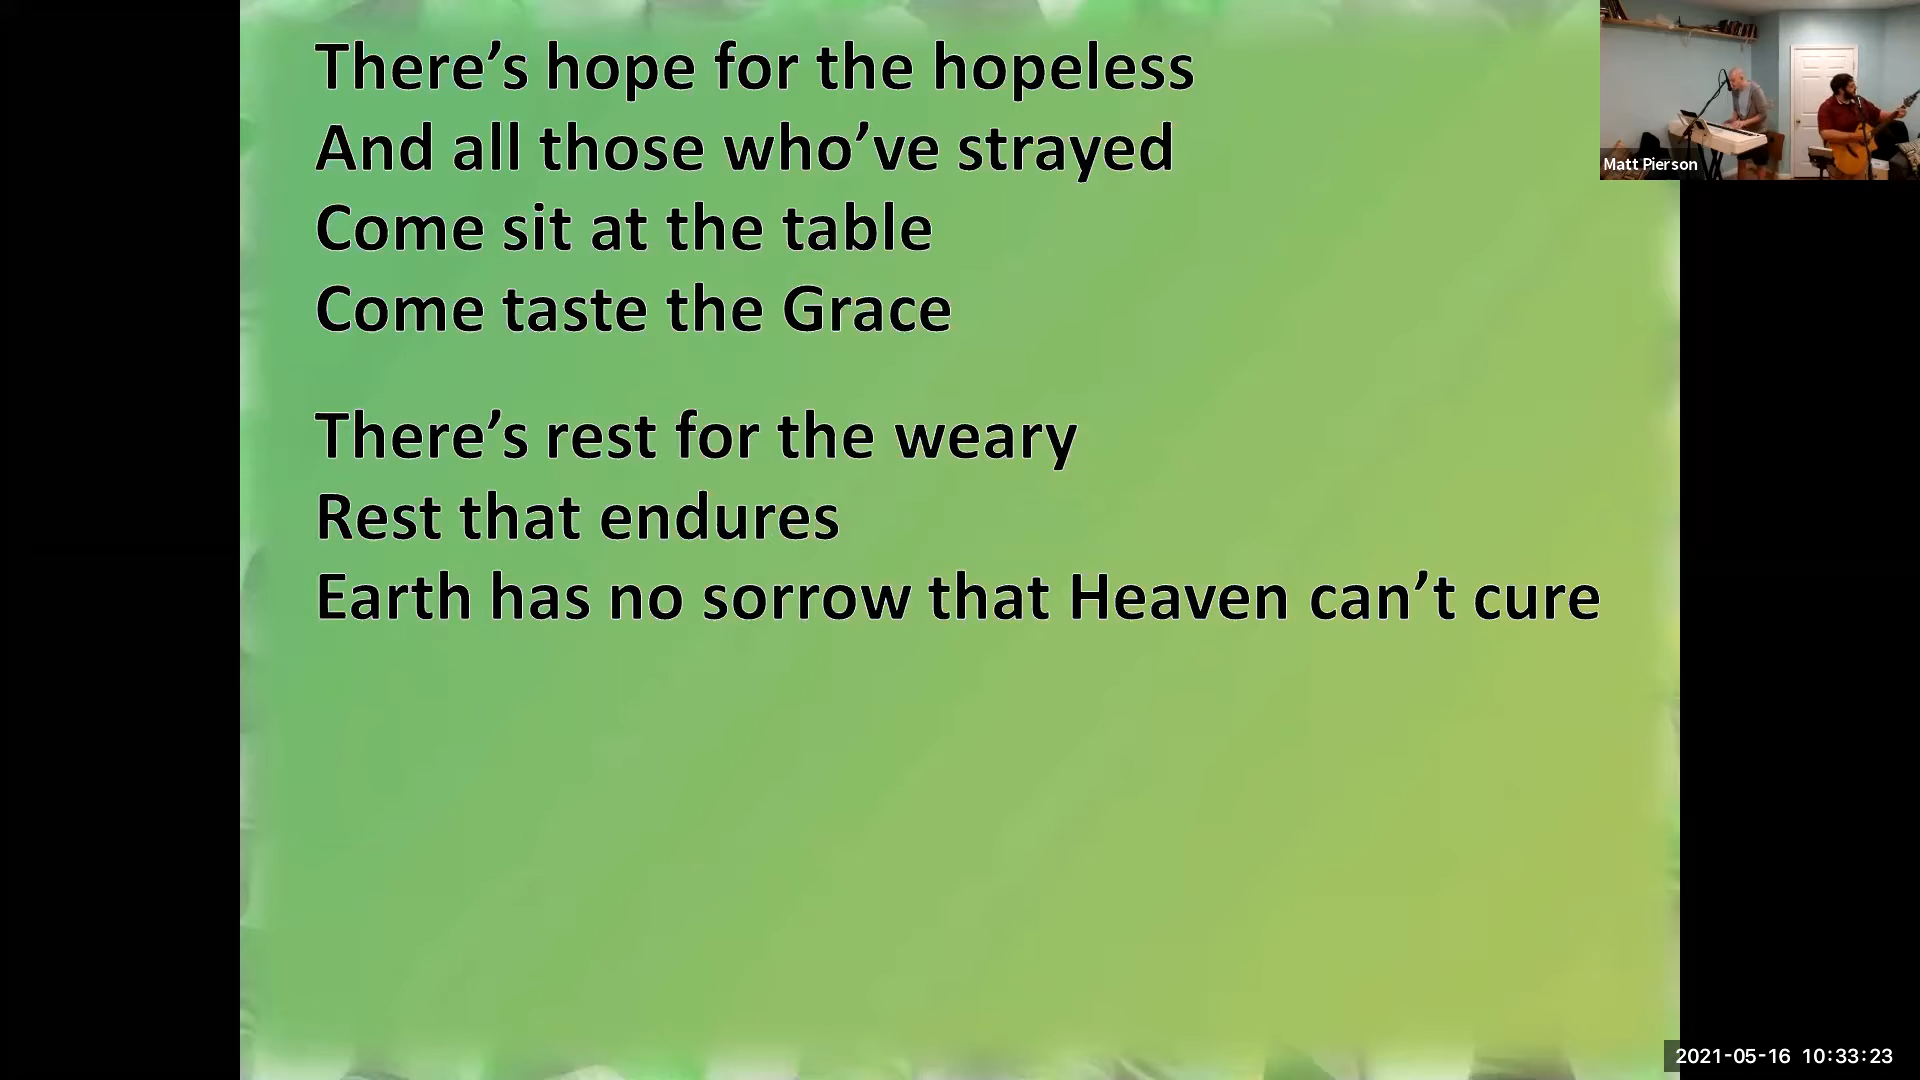 There’s hope for the hopeless
And all those who’ve strayed
Come sit at the table
Come taste the Grace
There’s rest for the weary
Rest that endures
Earth has no sorrow that Heaven can’t cure
Matt Pierson
2021-05-16 10:33:23